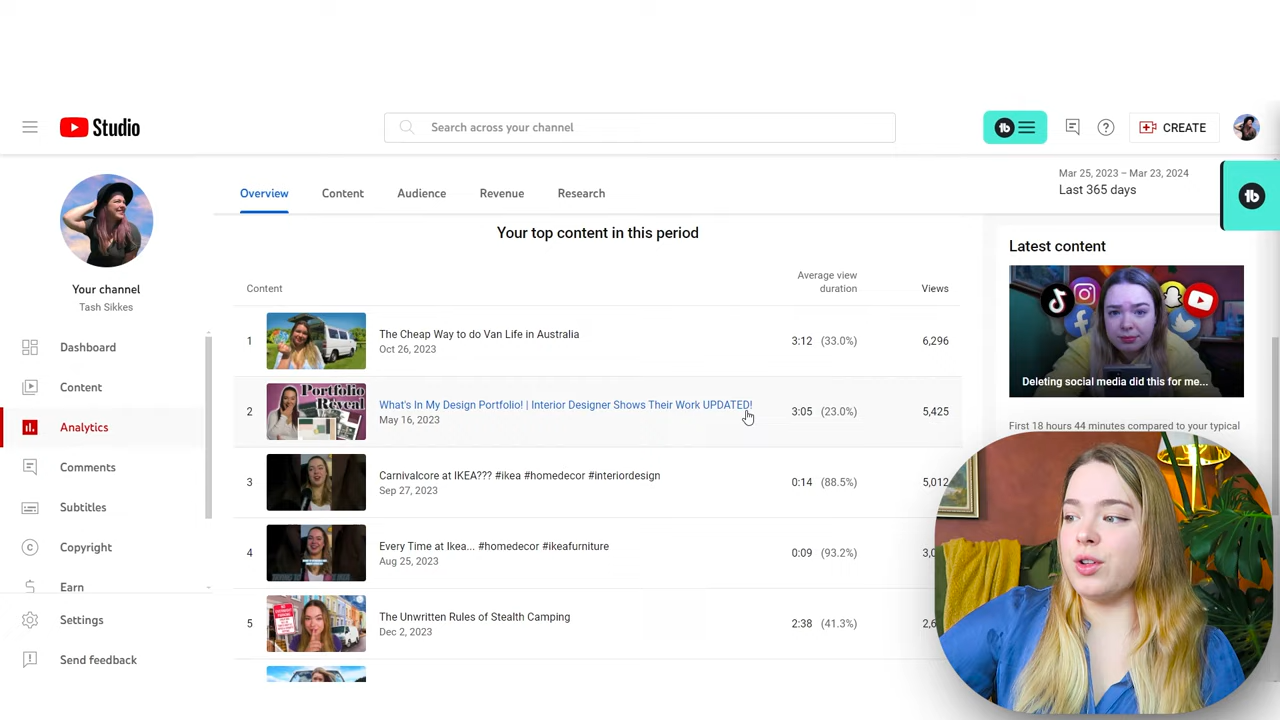 Studio
Search across your channel
CREATE
Your channel
Tash Sikkes
Dashboard
Content
Analytics
Comments
Subtitles
Copyright
Earn
Settings
Send feedback
Overview
Content
Audience
Revenue
Research
Mar 25, 2023 – Mar 23, 2024
Last 365 days
Your top content in this period
Content
Average view
duration
Views
1
The Cheap Way to do Van Life in Australia
Oct 26, 2023
3:12 (33.0%)
6,296
2
Portfolio
Reveal
What's In My Design Portfolio! | Interior Designer Shows Their Work UPDATED!
May 16, 2023
3:05 (23.0%)
5,425
3
Carnivalcore at IKEA??? #ikea #homedecor #interiordesign
Sep 27, 2023
0:14 (88.5%)
5,012
4
Every Time at Ikea... #homedecor #ikeafurniture
Aug 25, 2023
0:09 (93.2%)
5
The Unwritten Rules of Stealth Camping
Dec 2, 2023
2:38 (41.3%)
Latest content
Deleting social media did this for me...
First 18 hours 44 minutes compared to your typical